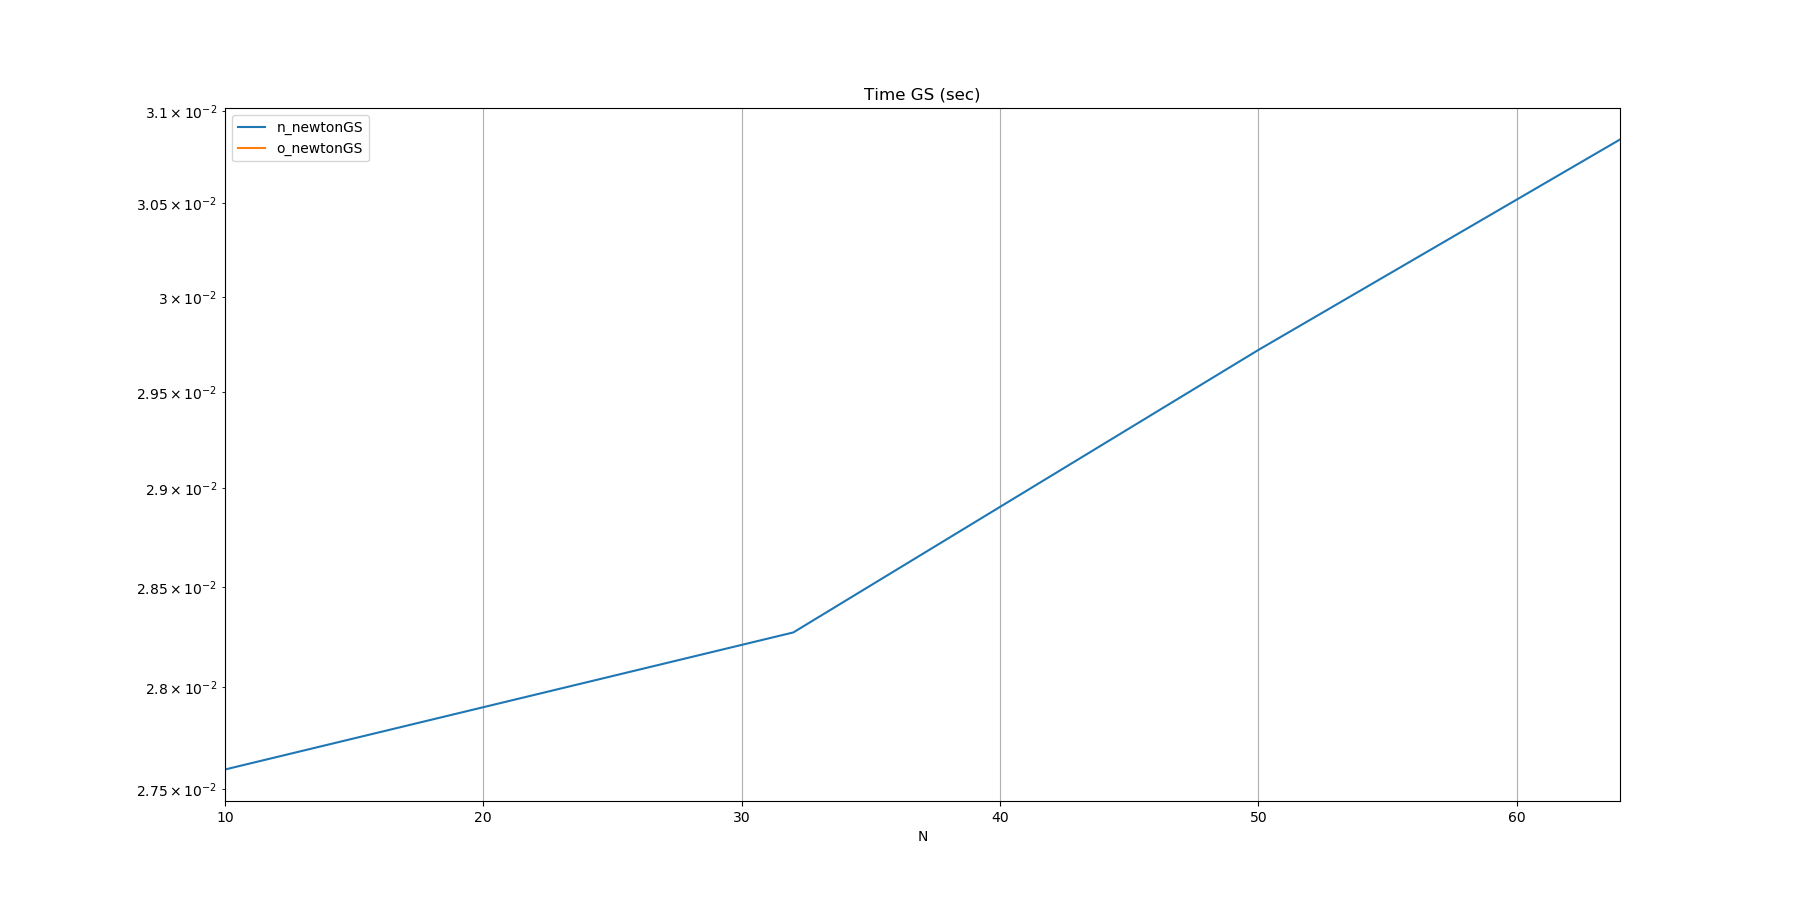 Time GS (sec)
n_newtonGS
o_newtonGS
3.1 × 10⁻²
3.05 × 10⁻²
3 × 10⁻²
2.95 × 10⁻²
2.9 × 10⁻²
2.85 × 10⁻²
2.8 × 10⁻²
2.75 × 10⁻²
10 20 30 40 50 60
N